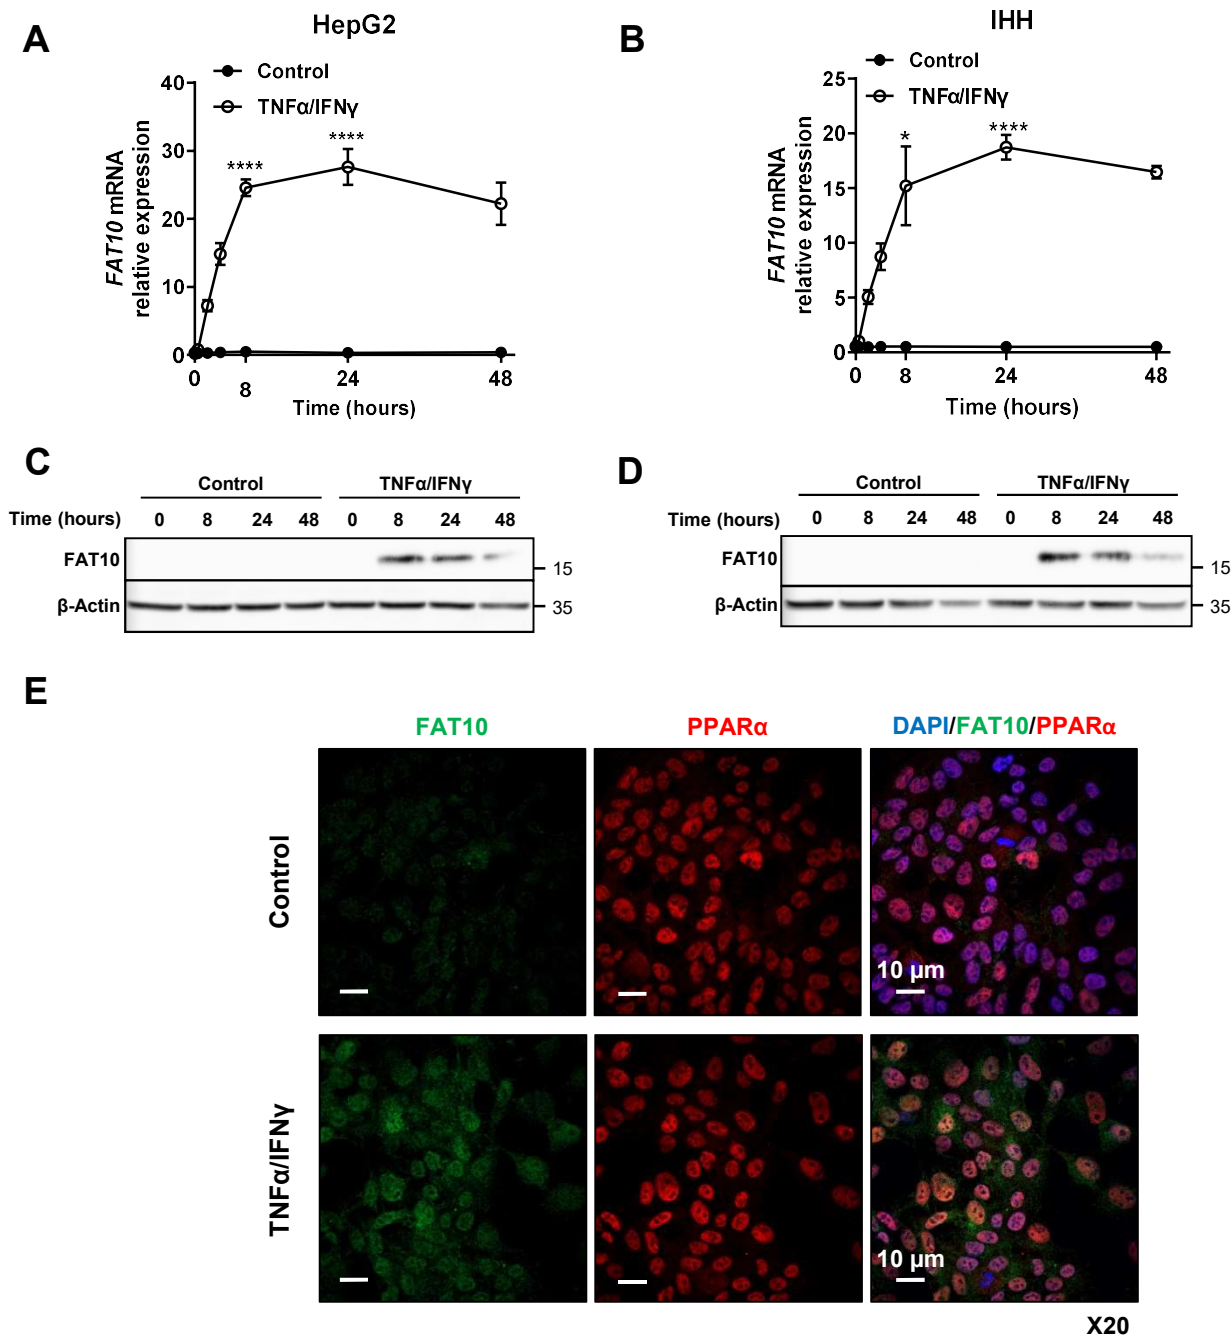 A
HepG2
Control
TNFα/IFNγ
40
30
20
10
0
****
****
FAT10 mRNA
relative expression
0
8
24
48
Time (hours)
B
IHH
Control
TNFα/IFNγ
25
20
15
10
5
0
*
****
FAT10 mRNA
relative expression
0
8
24
48
Time (hours)
C
Control
TNFα/IFNγ
Time (hours) 0 8 24 48 0 8 24 48
FAT10
15
β-Actin
35
D
Control
TNFα/IFNγ
Time (hours) 0 8 24 48 0 8 24 48
FAT10
15
β-Actin
35
E
FAT10
PPARα
DAPI/FAT10/PPARα
Control
10 µm
TNFα/IFNγ
10 µm
X20